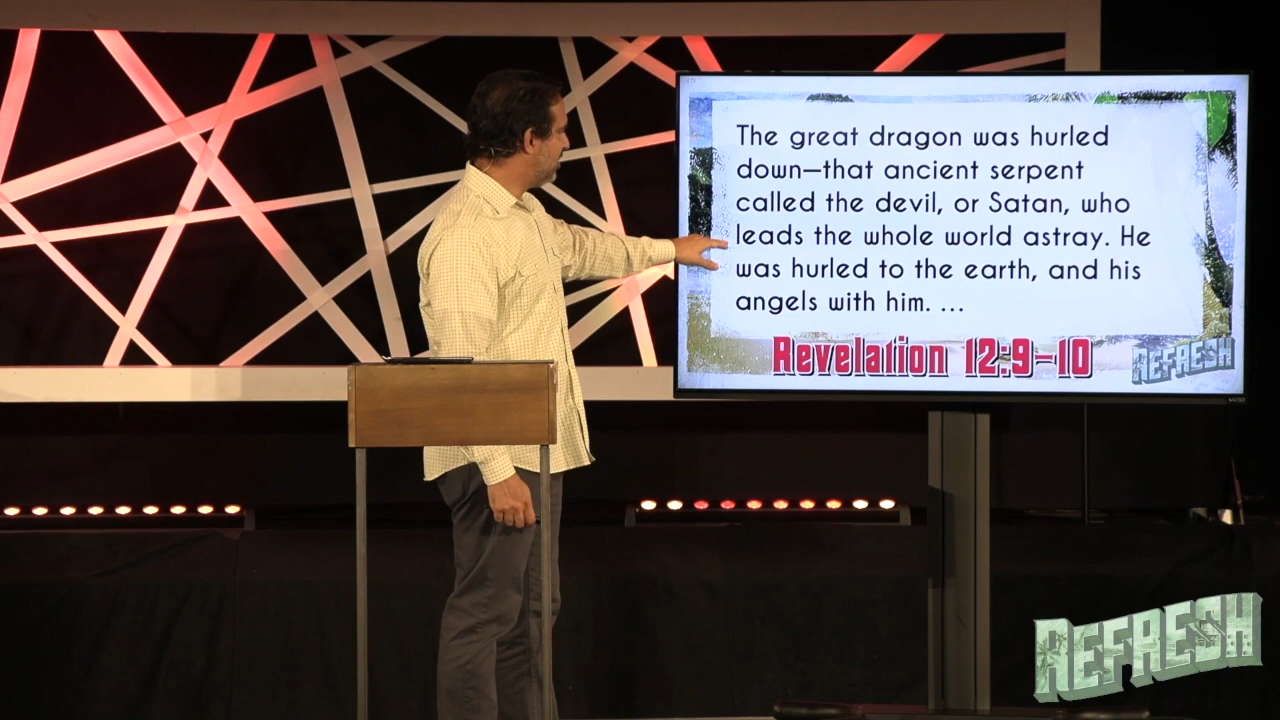 The great dragon was hurled
down—that ancient serpent
called the devil, or Satan, who
leads the whole world astray. He
was hurled to the earth, and his
angels with him. ...
Revelation 12:9-10
REFRESH
REFRESH